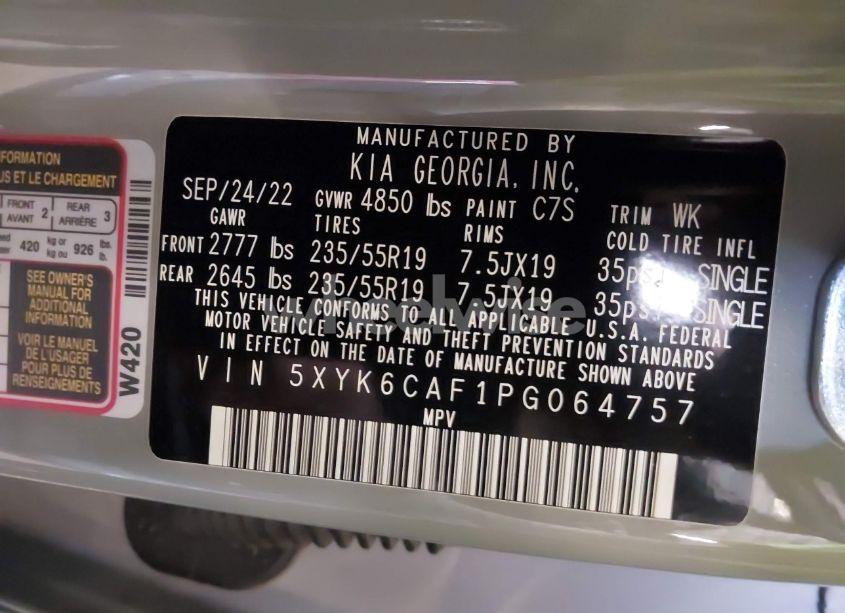 MANUFACTURED BY
KIA GEORGIA, INC.
SEP/24/22 GVWR 4850 lbs PAINT C7S TRIM WK
GAWR TIRES RIMS COLD TIRE INFL
FRONT 2777 lbs 235/55R19 7.5JX19 35psi SINGLE
REAR 2645 lbs 235/55R19 7.5JX19 35psi SINGLE
THIS VEHICLE CONFORMS TO ALL APPLICABLE U.S.A. FEDERAL
MOTOR VEHICLE SAFETY AND THEFT PREVENTION STANDARDS
IN EFFECT ON THE DATE OF MANUFACTURE SHOWN ABOVE
VIN 5XYK6CAF1PG064757
MPV
INFORMATION
US ET LE CHARGEMENT
FRONT AVANT 2 REAR ARRIÈRE 3
420 kg or kg ou 926 lbs. lb.
SEE OWNER'S
MANUAL FOR
ADDITIONAL
INFORMATION
VOIR LE MANUEL
DE L'USAGER
POUR PLUS DE
RENSEIGNEMENTS
W420